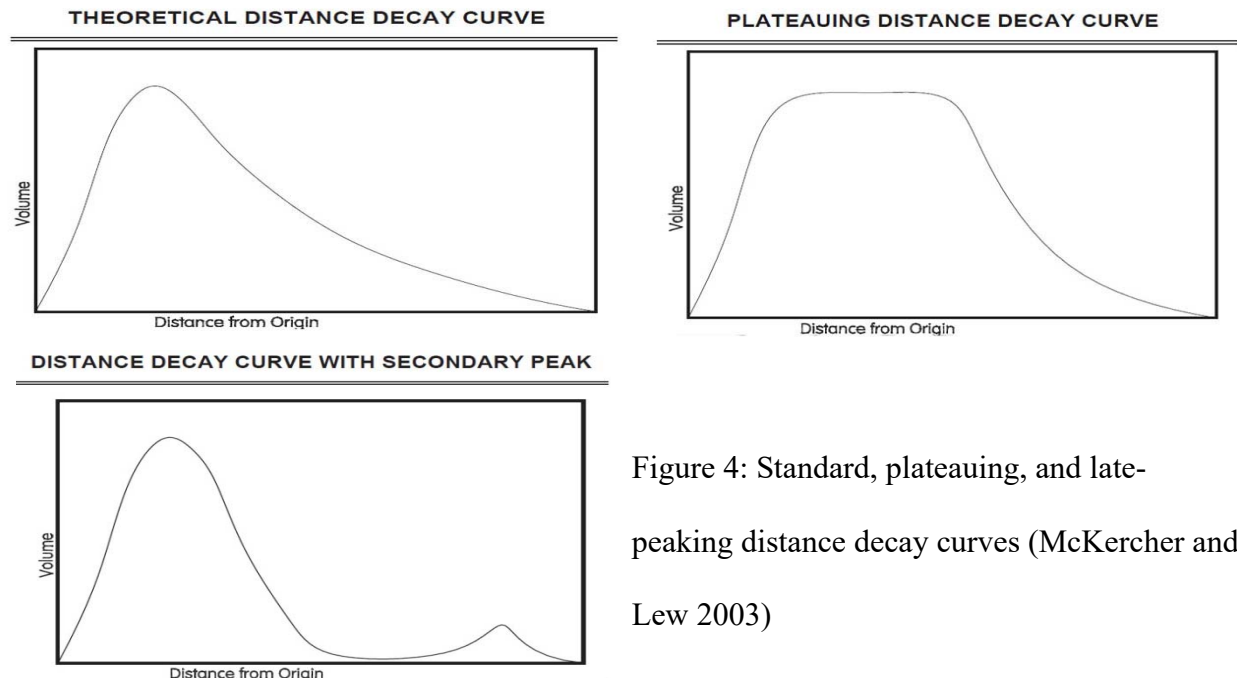 THEORETICAL DISTANCE DECAY CURVE
Volume
Distance from Origin
PLATEAUING DISTANCE DECAY CURVE
Volume
Distance from Origin
DISTANCE DECAY CURVE WITH SECONDARY PEAK
Volume
Distance from Origin
Figure 4: Standard, plateauing, and late-
peaking distance decay curves (McKercher and
Lew 2003)